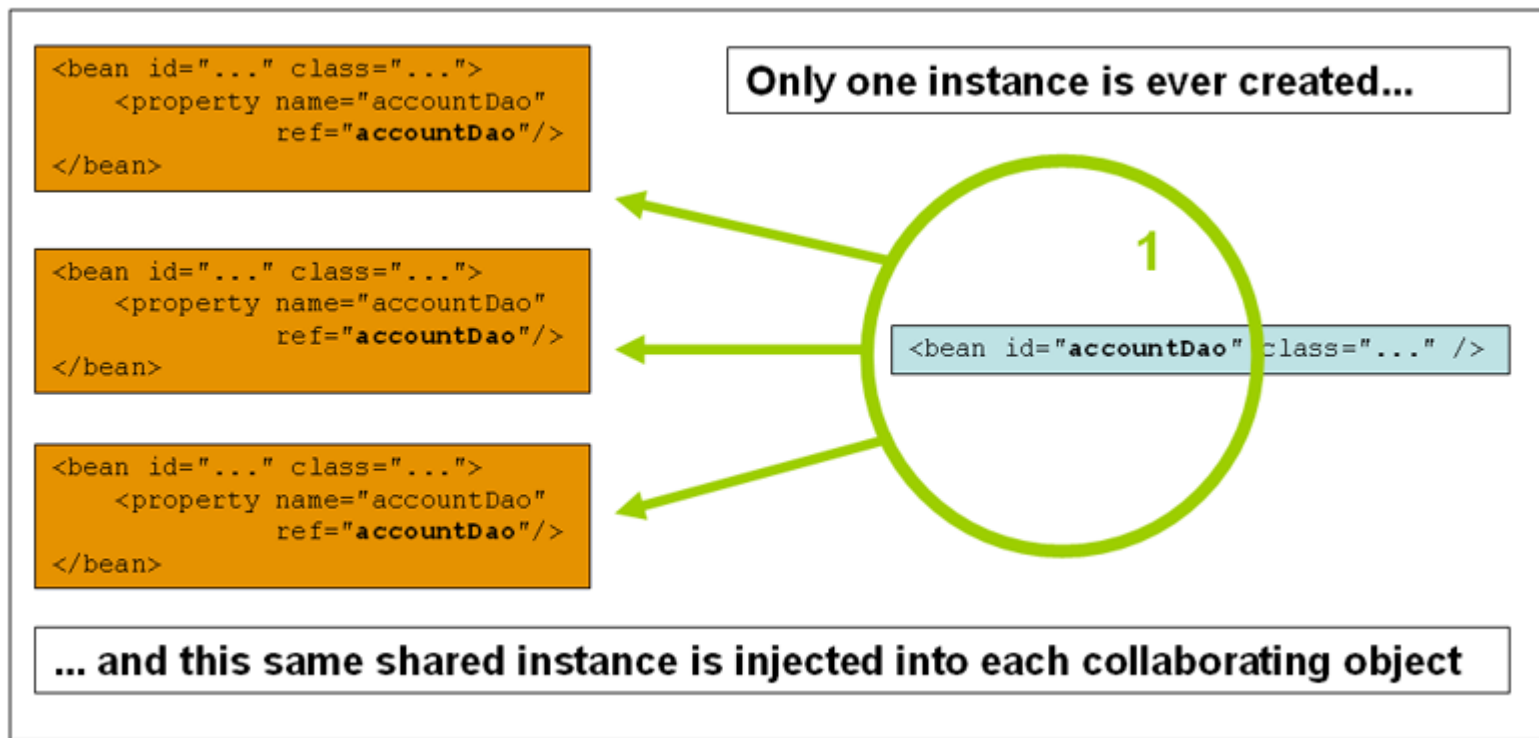 <bean id="..." class="...">
    <property name="accountDao"
              ref="accountDao"/>
</bean>
Only one instance is ever created...
<bean id="..." class="...">
    <property name="accountDao"
              ref="accountDao"/>
</bean>
1
<bean id="accountDao" class="..." />
<bean id="..." class="...">
    <property name="accountDao"
              ref="accountDao"/>
</bean>
... and this same shared instance is injected into each collaborating object